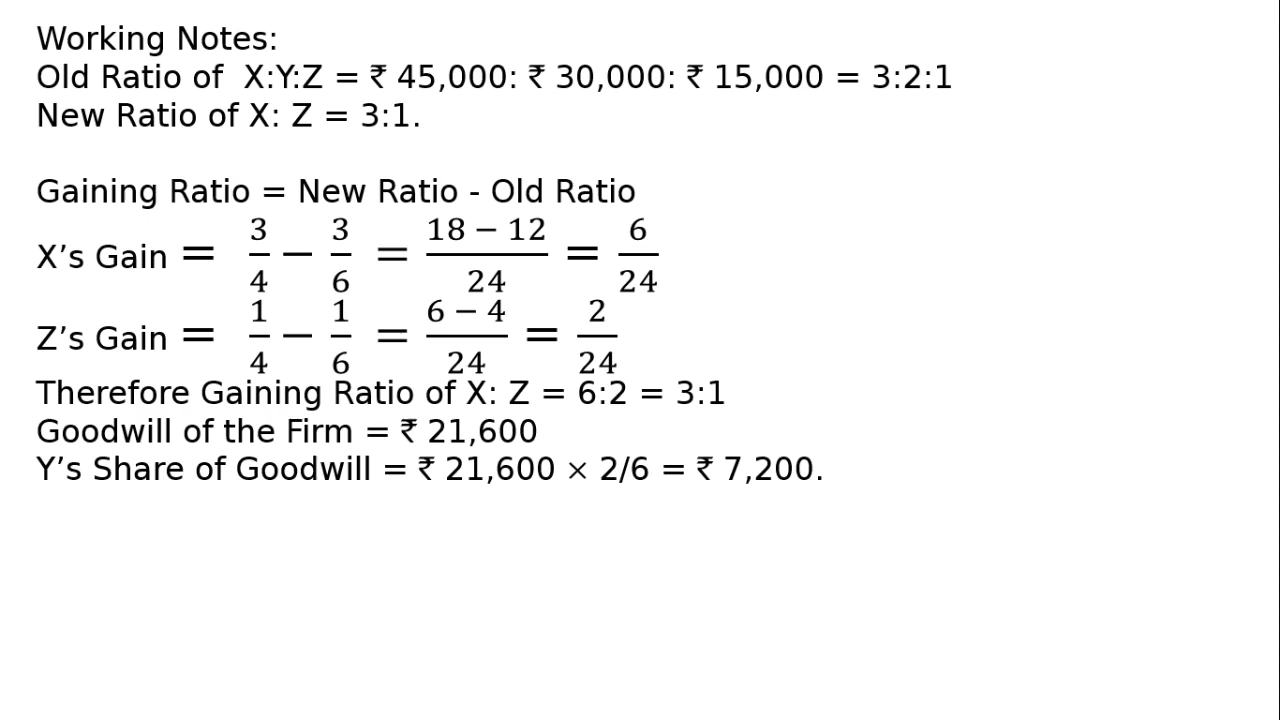 Working Notes:
Old Ratio of  X:Y:Z = ₹ 45,000: ₹ 30,000: ₹ 15,000 = 3:2:1
New Ratio of X: Z = 3:1.
Gaining Ratio = New Ratio - Old Ratio
X’s Gain = 3/4 − 3/6 = (18 − 12)/24 = 6/24
Z’s Gain = 1/4 − 1/6 = (6 − 4)/24 = 2/24
Therefore Gaining Ratio of X: Z = 6:2 = 3:1
Goodwill of the Firm = ₹ 21,600
Y’s Share of Goodwill = ₹ 21,600 × 2/6 = ₹ 7,200.